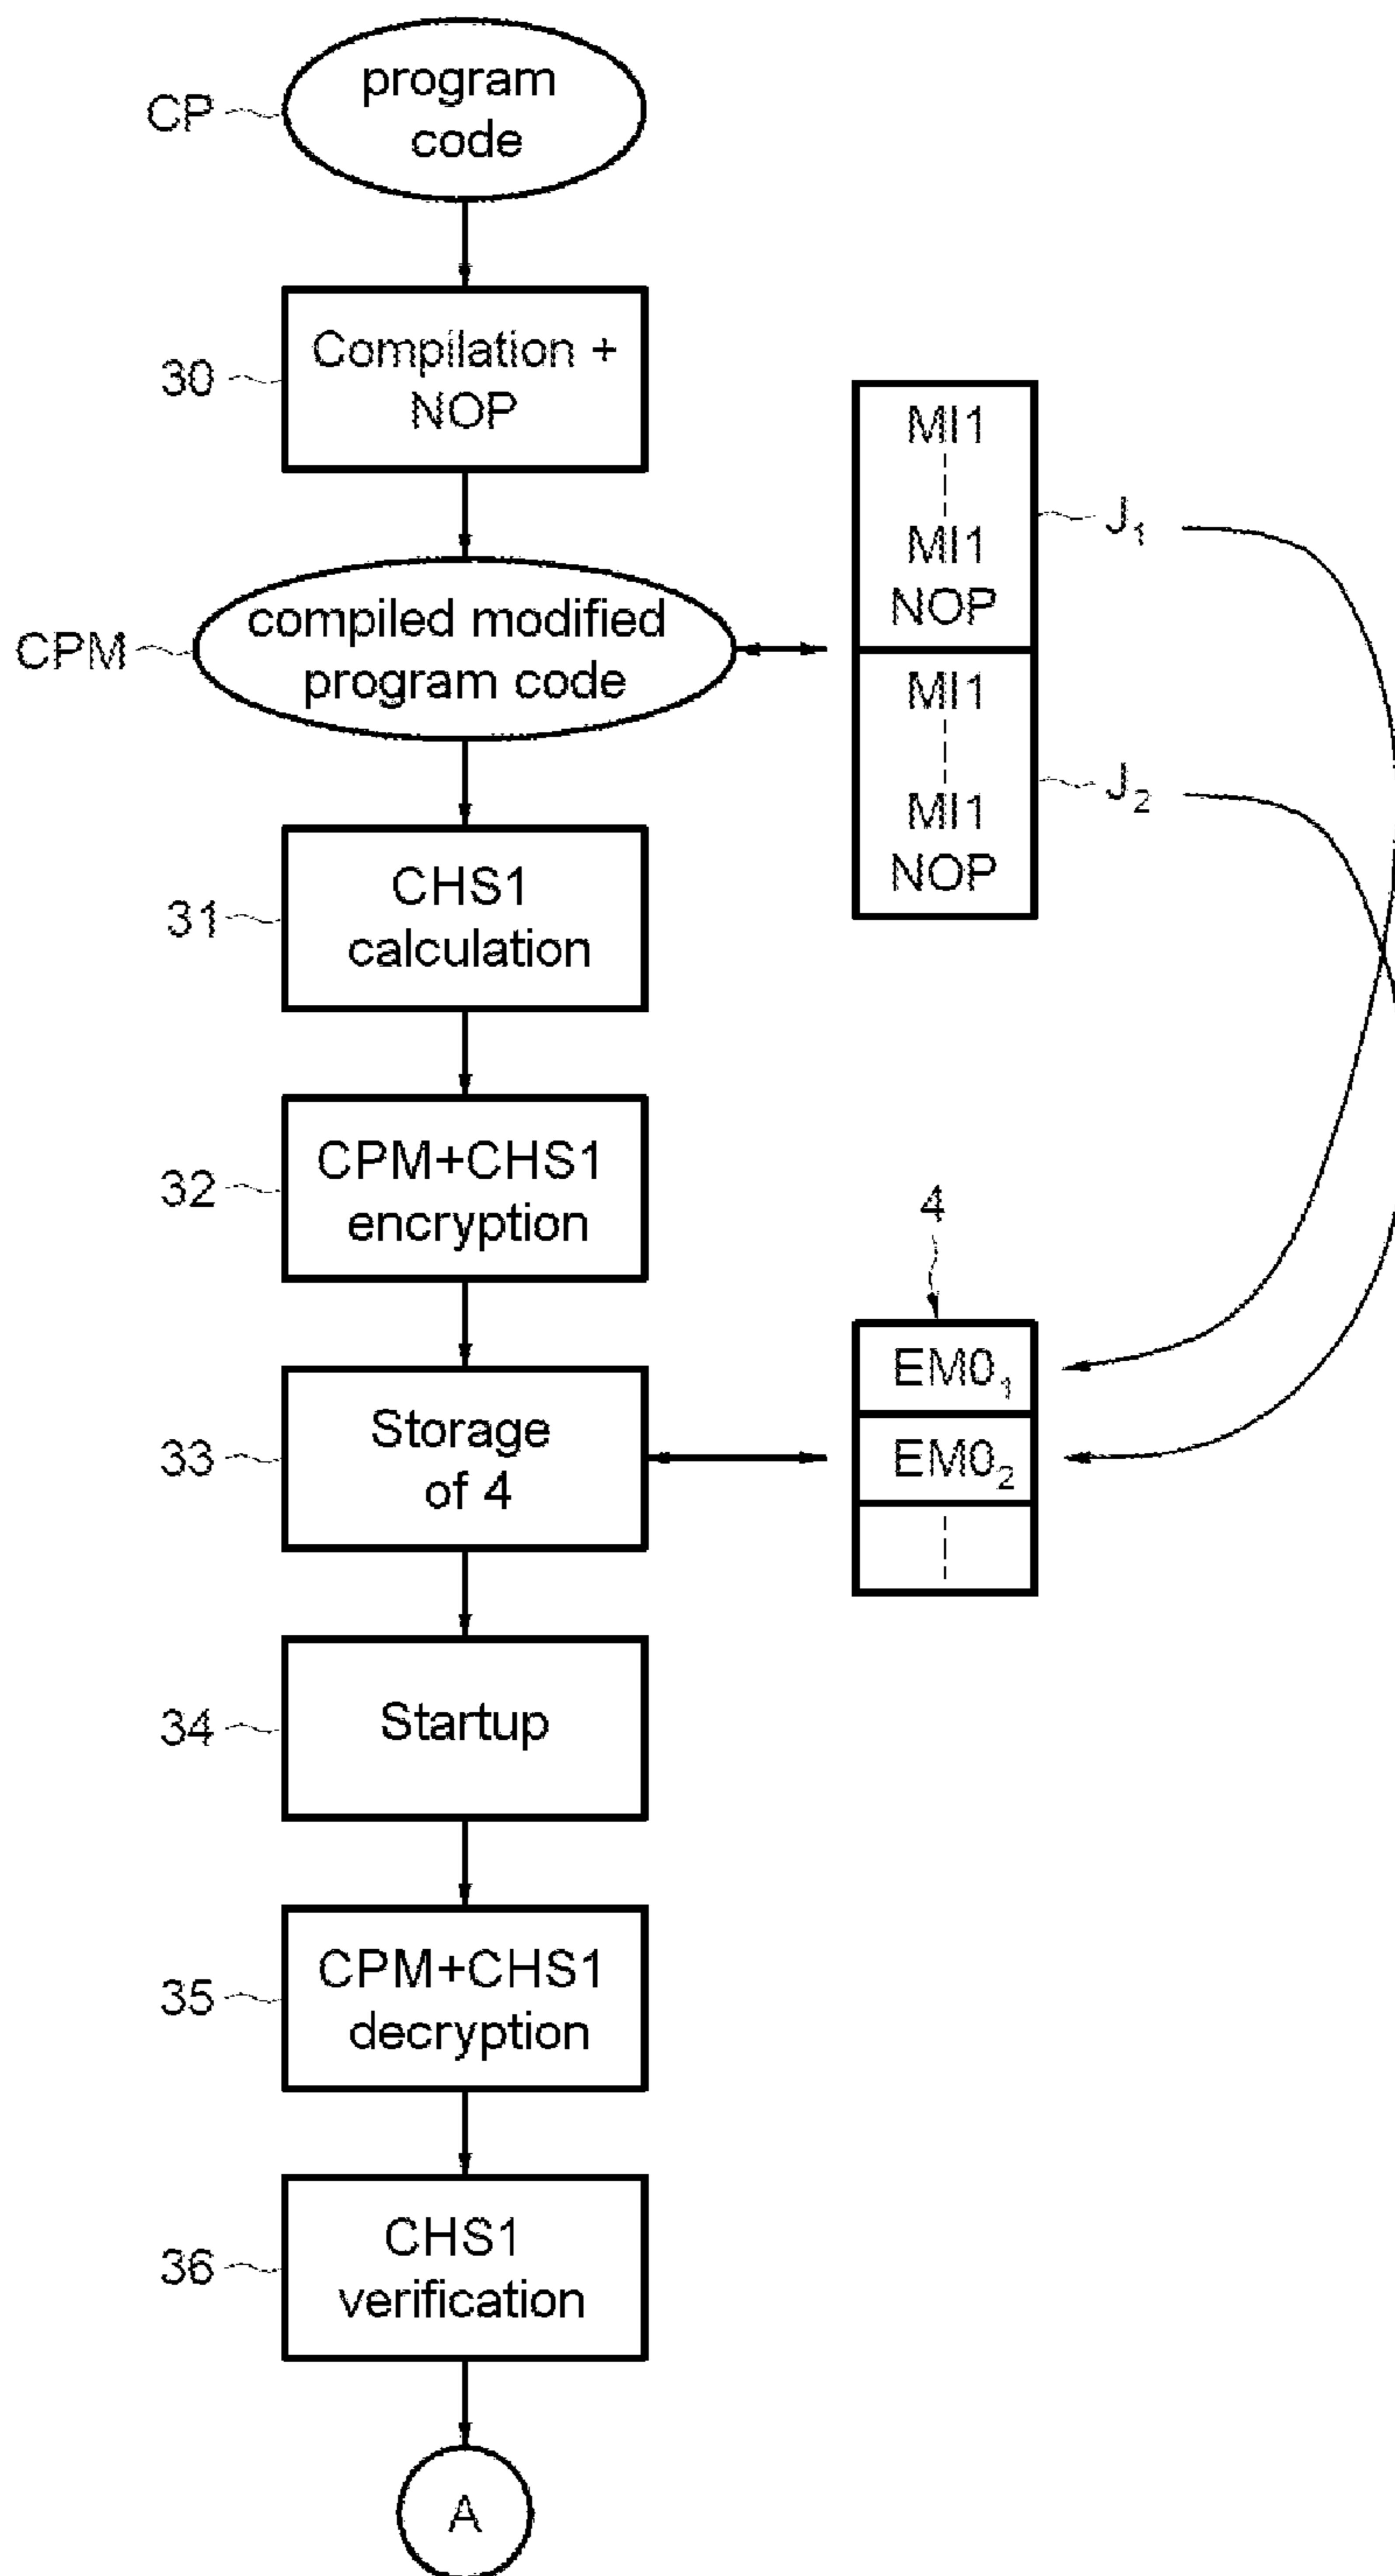 program
code
CP
Compilation +
NOP
30
MI1
MI1
NOP
J1
compiled modified
program code
CPM
MI1
MI1
NOP
J2
CHS1
calculation
31
CPM+CHS1
encryption
32
4
EM01
EM02
Storage
of 4
33
Startup
34
CPM+CHS1
decryption
35
CHS1
verification
36
A